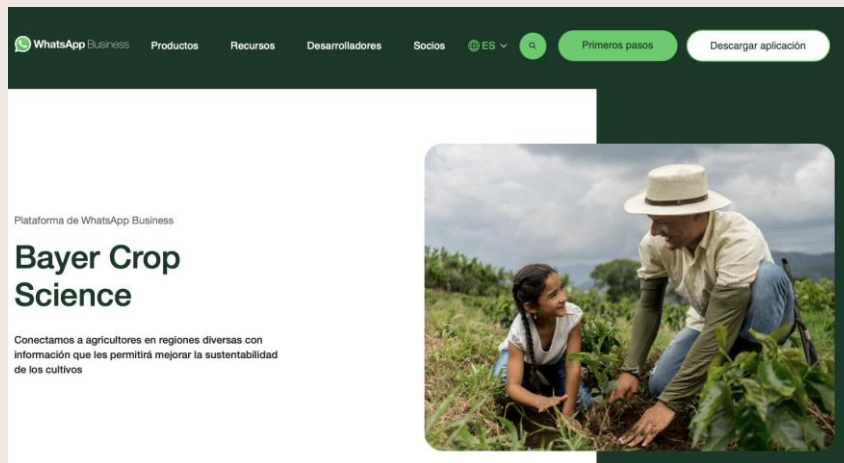 WhatsApp Business Productos Recursos Desarrolladores Socios ES Primeros pasos Descargar aplicación
Plataforma de WhatsApp Business
Bayer Crop
Science
Conectamos a agricultores en regiones diversas con
información que les permitirá mejorar la sustentabilidad
de los cultivos